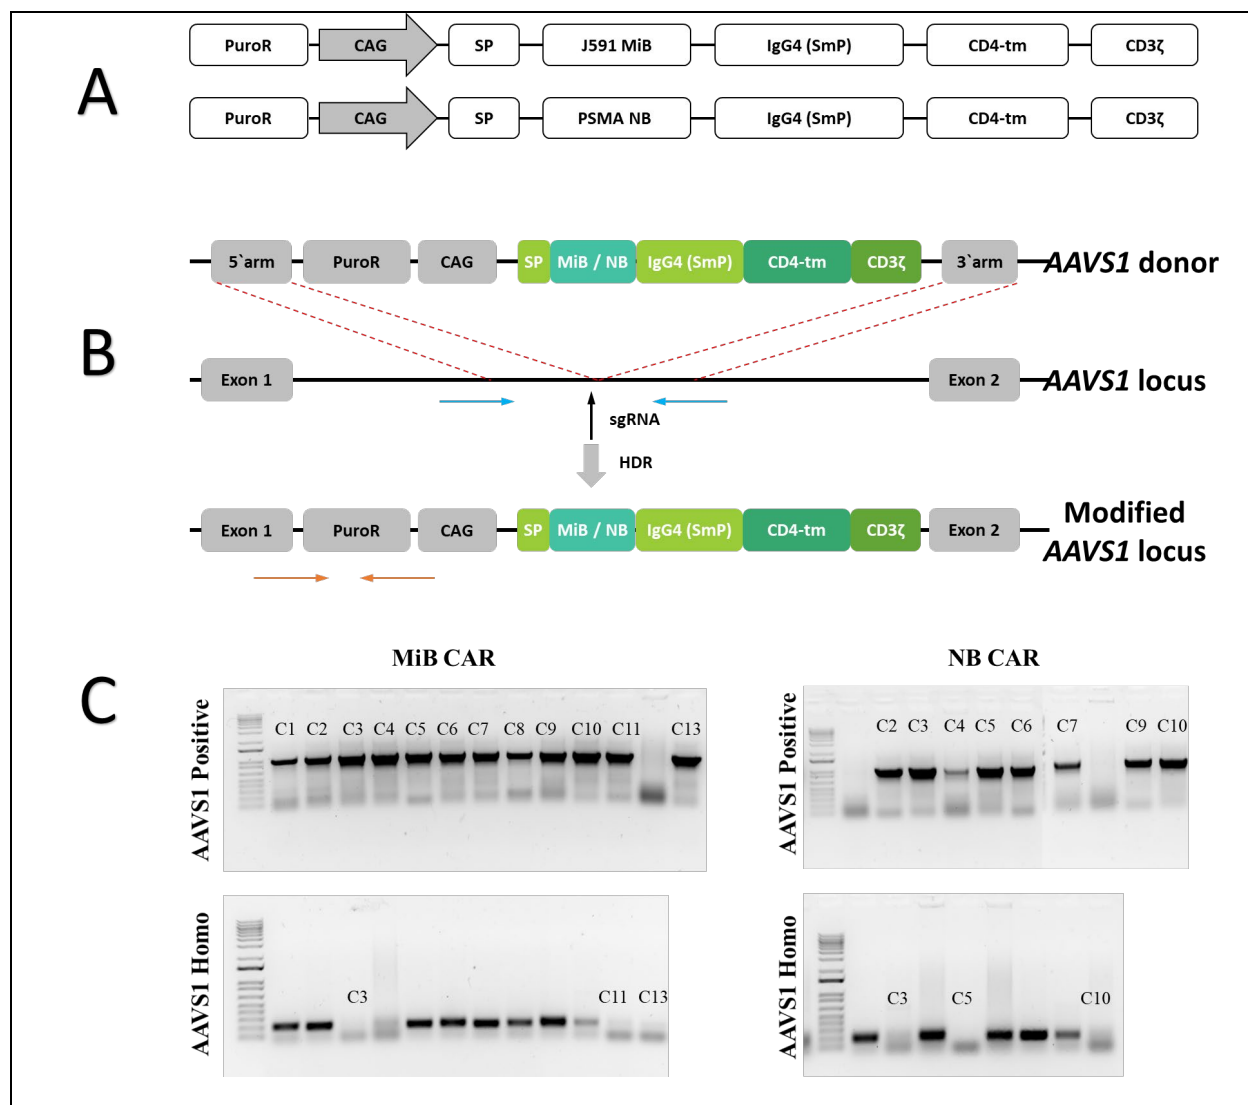 A
PuroR CAG SP J591 MiB IgG4 (SmP) CD4-tm CD3ζ
PuroR CAG SP PSMA NB IgG4 (SmP) CD4-tm CD3ζ
B
5`arm PuroR CAG SP MiB / NB IgG4 (SmP) CD4-tm CD3ζ 3`arm AAVS1 donor
Exon 1 Exon 2 AAVS1 locus
sgRNA
HDR
Exon 1 PuroR CAG SP MiB / NB IgG4 (SmP) CD4-tm CD3ζ Exon 2 Modified
AAVS1 locus
C
MiB CAR
AAVS1 Positive
C1 C2 C3 C4 C5 C6 C7 C8 C9 C10 C11 C13
AAVS1 Homo
C3 C11 C13
NB CAR
AAVS1 Positive
C2 C3 C4 C5 C6 C7 C9 C10
AAVS1 Homo
C3 C5 C10